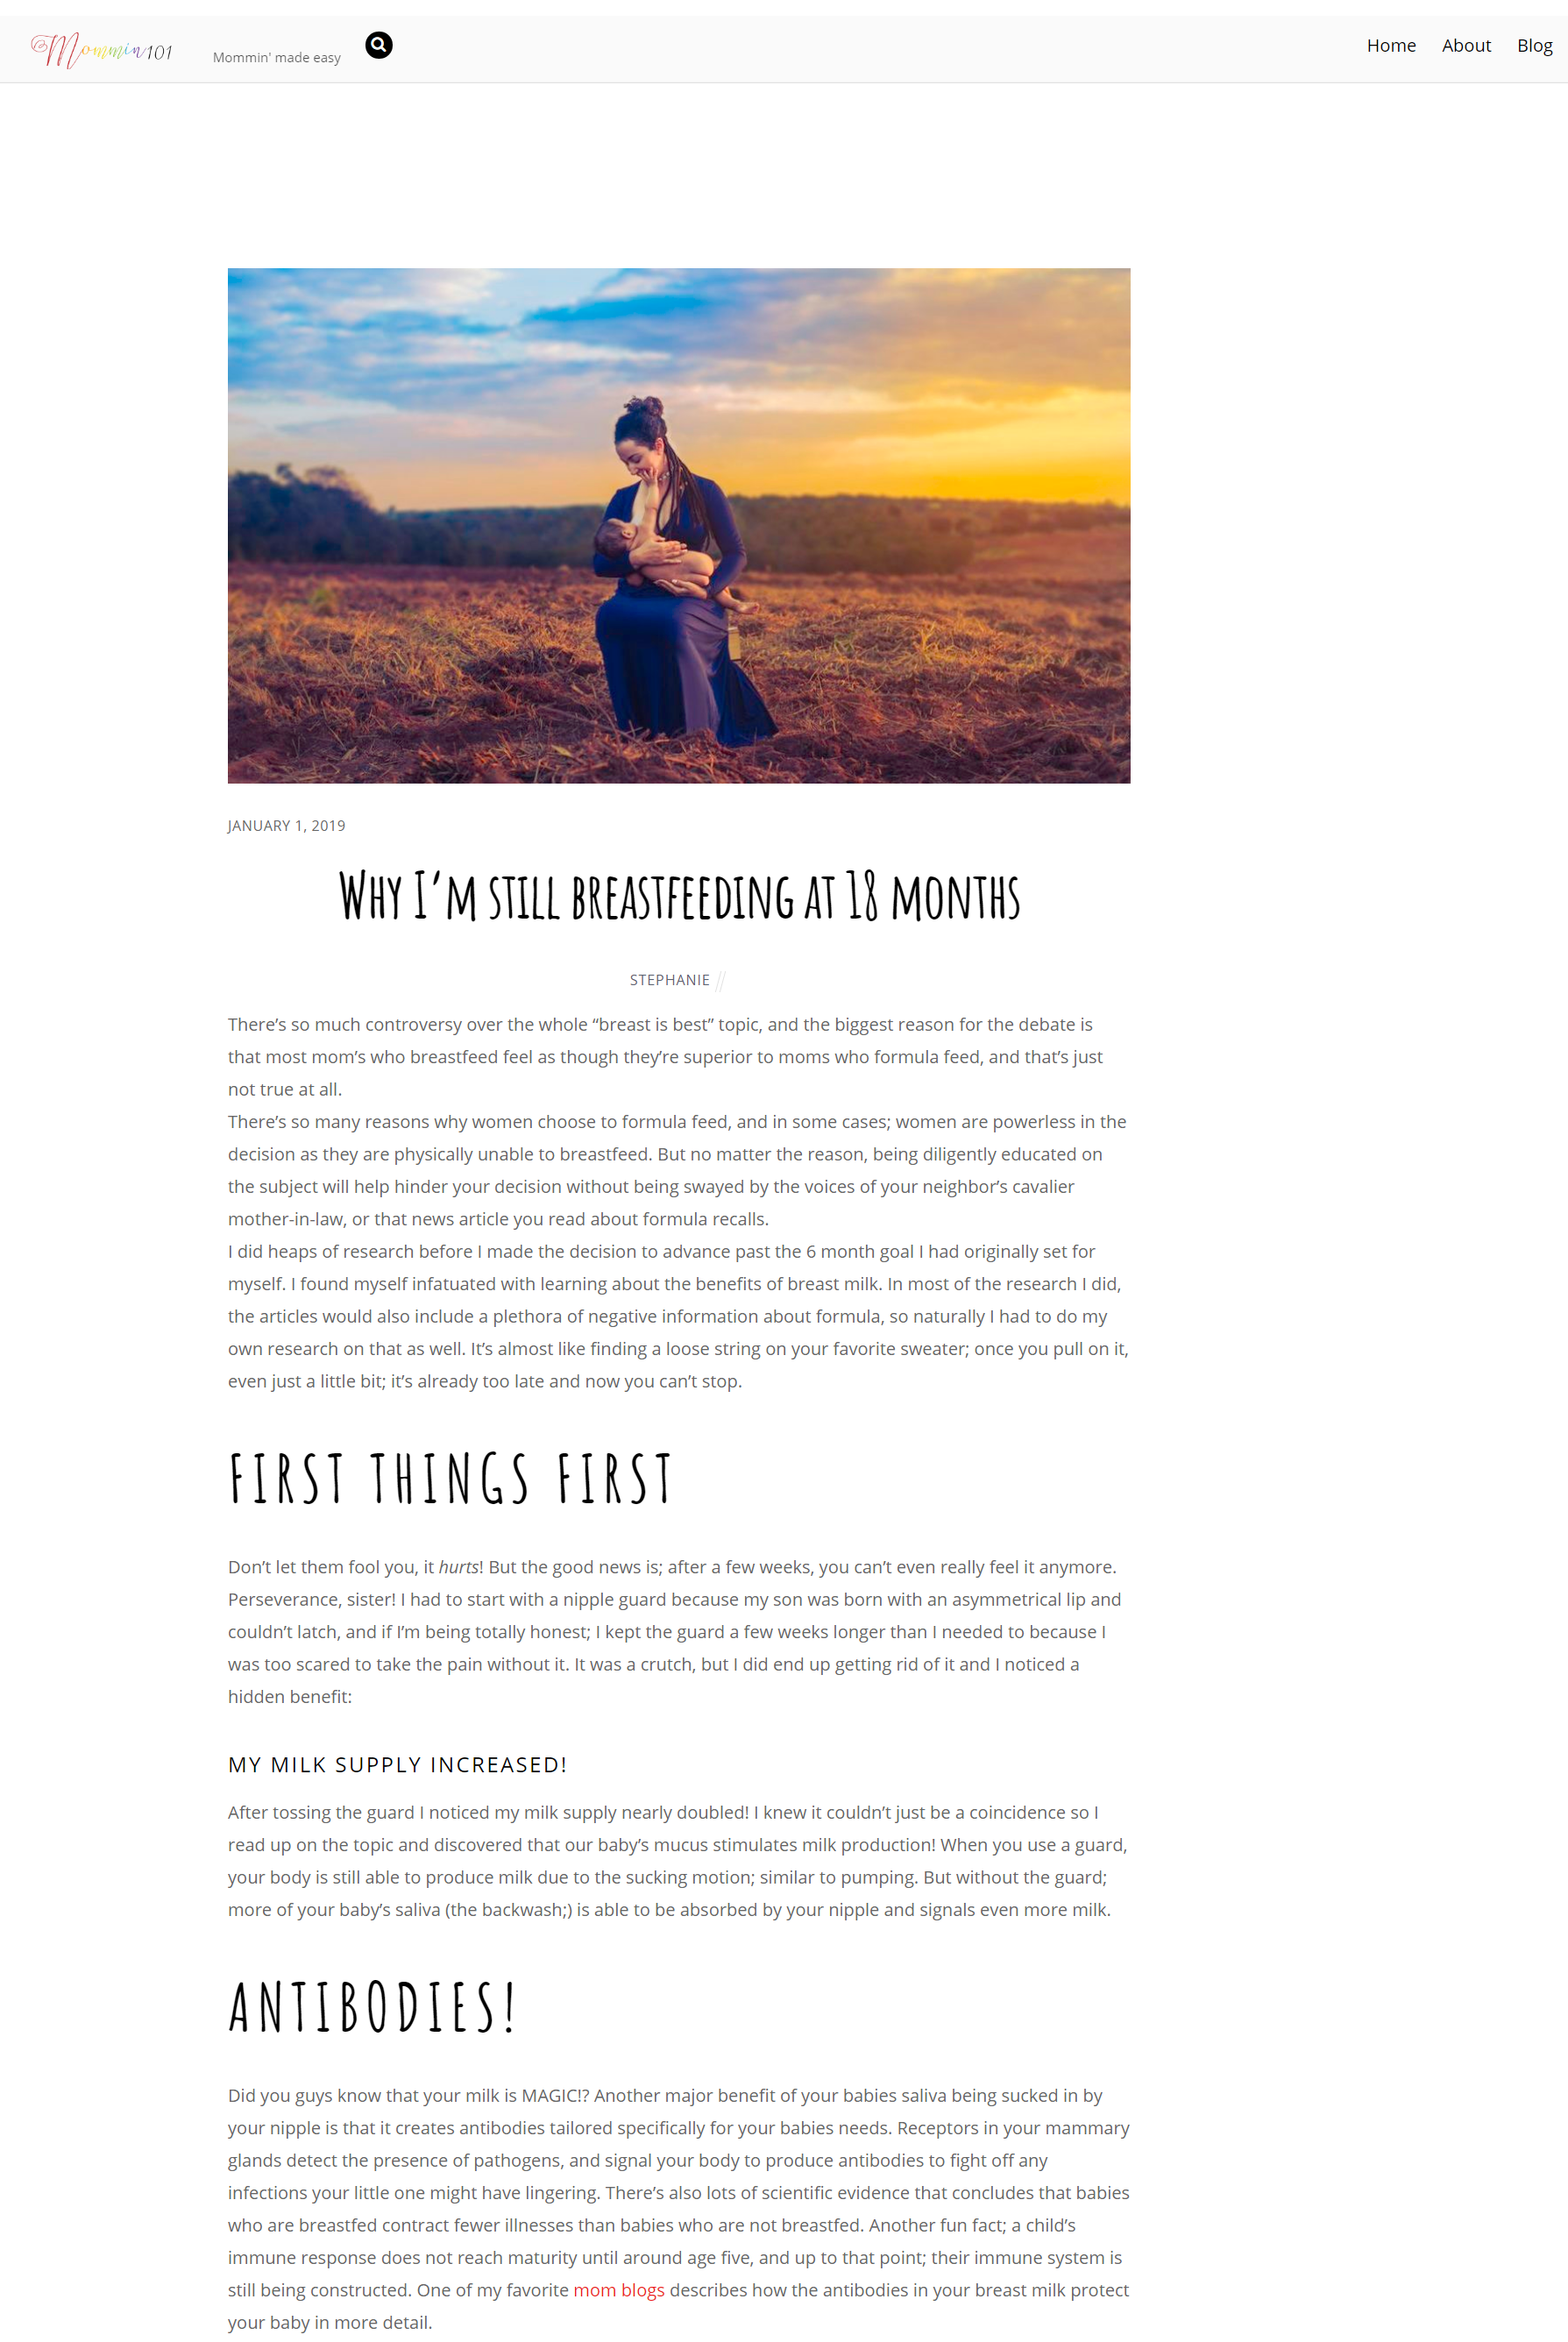 Mommin101
Mommin' made easy
Home About Blog
JANUARY 1, 2019
Why I’m still breastfeeding at 18 months
STEPHANIE //
There’s so much controversy over the whole “breast is best” topic, and the biggest reason for the debate is
that most mom’s who breastfeed feel as though they’re superior to moms who formula feed, and that’s just
not true at all.
There’s so many reasons why women choose to formula feed, and in some cases; women are powerless in the
decision as they are physically unable to breastfeed. But no matter the reason, being diligently educated on
the subject will help hinder your decision without being swayed by the voices of your neighbor’s cavalier
mother-in-law, or that news article you read about formula recalls.
I did heaps of research before I made the decision to advance past the 6 month goal I had originally set for
myself. I found myself infatuated with learning about the benefits of breast milk. In most of the research I did,
the articles would also include a plethora of negative information about formula, so naturally I had to do my
own research on that as well. It’s almost like finding a loose string on your favorite sweater; once you pull on it,
even just a little bit; it’s already too late and now you can’t stop.
FIRST THINGS FIRST
Don’t let them fool you, it hurts! But the good news is; after a few weeks, you can’t even really feel it anymore.
Perseverance, sister! I had to start with a nipple guard because my son was born with an asymmetrical lip and
couldn’t latch, and if I’m being totally honest; I kept the guard a few weeks longer than I needed to because I
was too scared to take the pain without it. It was a crutch, but I did end up getting rid of it and I noticed a
hidden benefit:
MY MILK SUPPLY INCREASED!
After tossing the guard I noticed my milk supply nearly doubled! I knew it couldn’t just be a coincidence so I
read up on the topic and discovered that our baby’s mucus stimulates milk production! When you use a guard,
your body is still able to produce milk due to the sucking motion; similar to pumping. But without the guard;
more of your baby’s saliva (the backwash;) is able to be absorbed by your nipple and signals even more milk.
ANTIBODIES!
Did you guys know that your milk is MAGIC!? Another major benefit of your babies saliva being sucked in by
your nipple is that it creates antibodies tailored specifically for your babies needs. Receptors in your mammary
glands detect the presence of pathogens, and signal your body to produce antibodies to fight off any
infections your little one might have lingering. There’s also lots of scientific evidence that concludes that babies
who are breastfed contract fewer illnesses than babies who are not breastfed. Another fun fact; a child’s
immune response does not reach maturity until around age five, and up to that point; their immune system is
still being constructed. One of my favorite mom blogs describes how the antibodies in your breast milk protect
your baby in more detail.